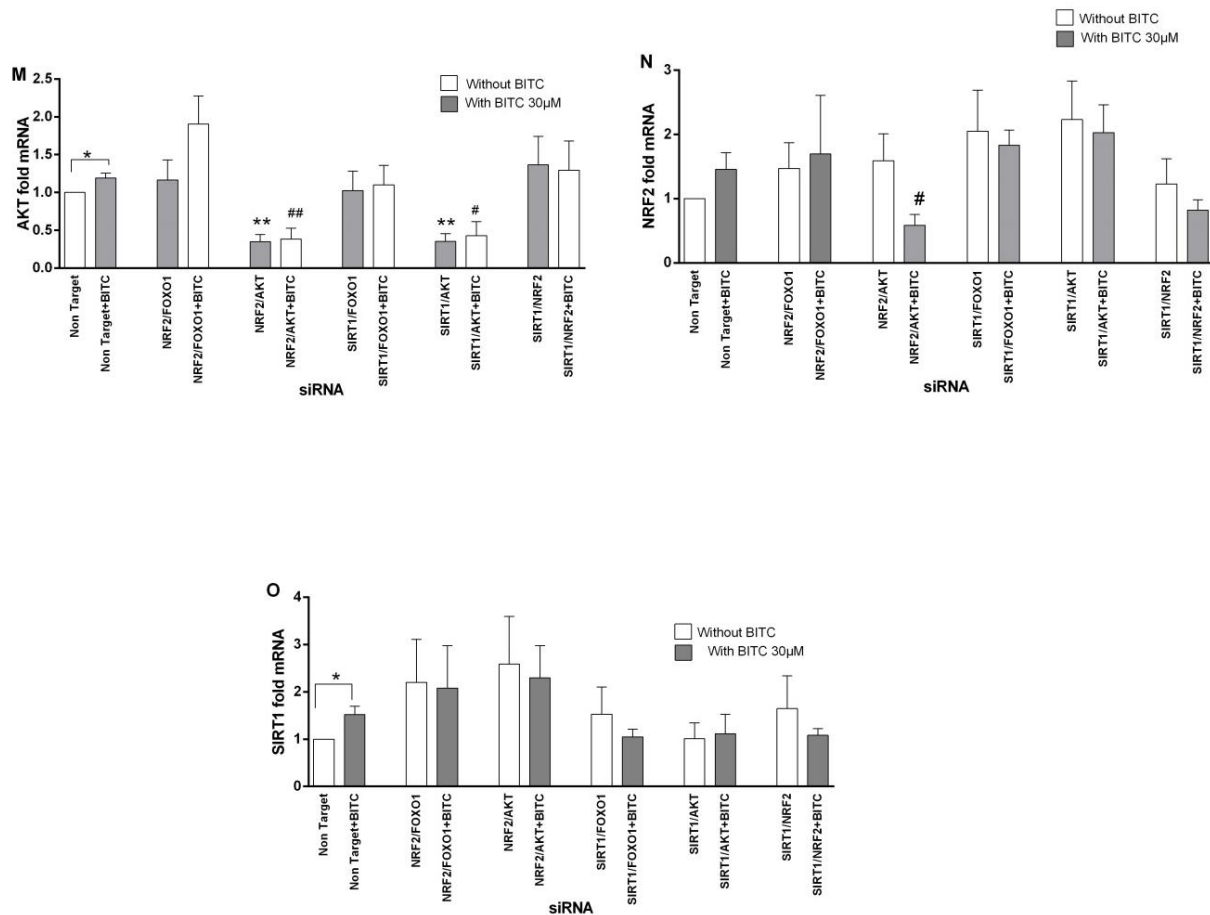 M
AKT fold mRNA
2.5
2.0
1.5
1.0
0.5
0.0
Without BITC
With BITC 30µM
*
**
##
**
#
Non Target
Non Target+BITC
NRF2/FOXO1
NRF2/FOXO1+BITC
NRF2/AKT
NRF2/AKT+BITC
SIRT1/FOXO1
SIRT1/FOXO1+BITC
SIRT1/AKT
SIRT1/AKT+BITC
SIRT1/NRF2
SIRT1/NRF2+BITC
siRNA
N
NRF2 fold mRNA
3
2
1
0
Without BITC
With BITC 30µM
#
Non Target
Non Target+BITC
NRF2/FOXO1
NRF2/FOXO1+BITC
NRF2/AKT
NRF2/AKT+BITC
SIRT1/FOXO1
SIRT1/FOXO1+BITC
SIRT1/AKT
SIRT1/AKT+BITC
SIRT1/NRF2
SIRT1/NRF2+BITC
siRNA
O
SIRT1 fold mRNA
4
3
2
1
0
Without BITC
With BITC 30µM
*
Non Target
Non Target+BITC
NRF2/FOXO1
NRF2/FOXO1+BITC
NRF2/AKT
NRF2/AKT+BITC
SIRT1/FOXO1
SIRT1/FOXO1+BITC
SIRT1/AKT
SIRT1/AKT+BITC
SIRT1/NRF2
SIRT1/NRF2+BITC
siRNA